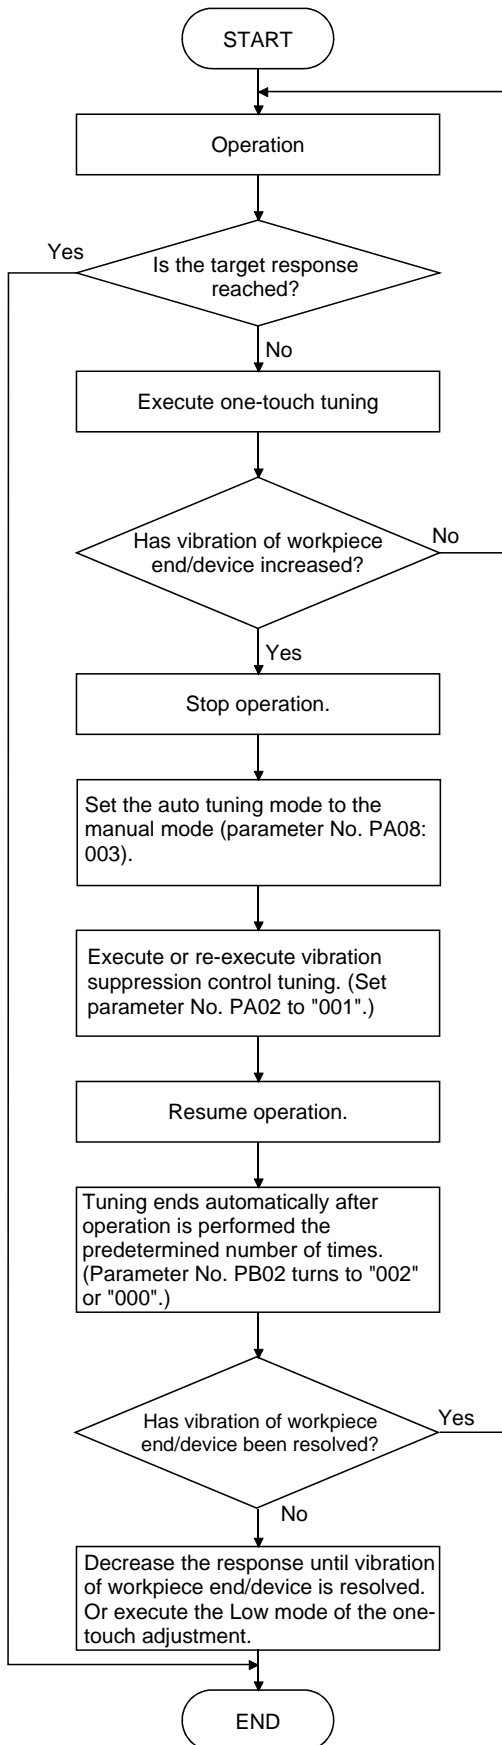 START
Operation
Yes
Is the target response
reached?
No
Execute one-touch tuning
Has vibration of workpiece
end/device increased?
No
Yes
Stop operation.
Set the auto tuning mode to the
manual mode (parameter No. PA08:
003).
Execute or re-execute vibration
suppression control tuning. (Set
parameter No. PA02 to "001".)
Resume operation.
Tuning ends automatically after
operation is performed the
predetermined number of times.
(Parameter No. PB02 turns to "002"
or "000".)
Has vibration of workpiece
end/device been resolved?
Yes
No
Decrease the response until vibration
of workpiece end/device is resolved.
Or execute the Low mode of the one-
touch adjustment.
END